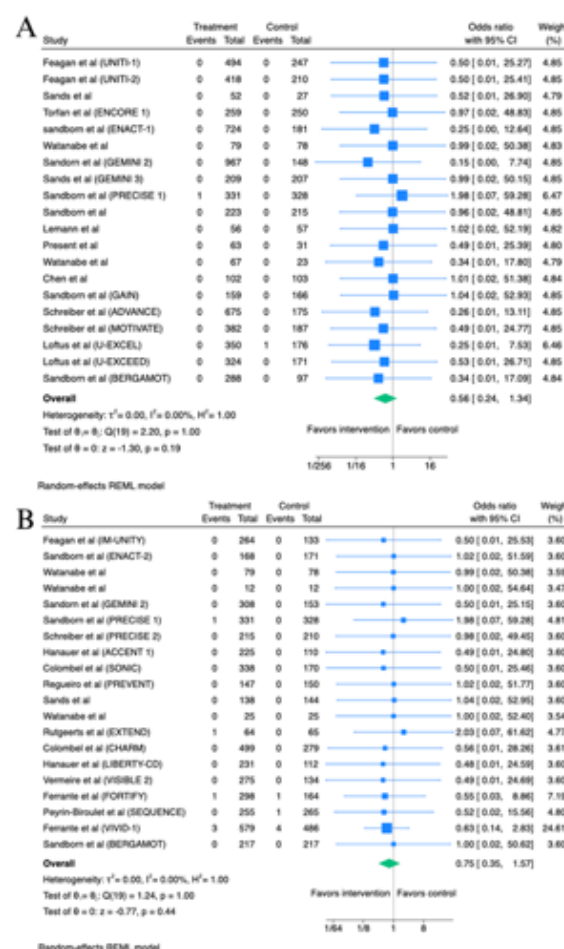 A
Treatment Control Odds ratio Weight
Study Events Total Events Total with 95% CI (%)
Feagan et al (UNITI-1) 0 494 0 247 0.50 [ 0.01, 25.27] 4.85
Feagan et al (UNITI-2) 0 418 0 210 0.50 [ 0.01, 25.41] 4.85
Sands et al 0 52 0 27 0.52 [ 0.01, 26.90] 4.79
Torfan et al (ENCORE 1) 0 259 0 250 0.97 [ 0.02, 48.83] 4.85
sandborn et al (ENACT-1) 0 724 0 181 0.25 [ 0.00, 12.64] 4.85
Watanabe et al 0 79 0 78 0.99 [ 0.02, 50.38] 4.83
Sandorn et al (GEMINI 2) 0 967 0 148 0.15 [ 0.00, 7.74] 4.85
Sands et al (GEMINI 3) 0 209 0 207 0.99 [ 0.02, 50.15] 4.85
Sandborn et al (PRECISE 1) 1 331 0 328 1.98 [ 0.07, 59.28] 6.47
Sandborn et al 0 223 0 215 0.96 [ 0.02, 48.81] 4.85
Lemann et al 0 56 0 57 1.02 [ 0.02, 52.19] 4.82
Present et al 0 63 0 31 0.49 [ 0.01, 25.39] 4.80
Watanabe et al 0 67 0 23 0.34 [ 0.01, 17.80] 4.79
Chen et al 0 102 0 103 1.01 [ 0.02, 51.38] 4.84
Sandborn et al (GAIN) 0 159 0 166 1.04 [ 0.02, 52.93] 4.85
Schreiber et al (ADVANCE) 0 675 0 175 0.26 [ 0.01, 13.11] 4.85
Schreiber et al (MOTIVATE) 0 382 0 187 0.49 [ 0.01, 24.77] 4.85
Loftus et al (U-EXCEL) 0 350 1 176 0.25 [ 0.01, 7.53] 6.46
Loftus et al (U-EXCEED) 0 324 0 171 0.53 [ 0.01, 26.71] 4.85
Sandborn et al (BERGAMOT) 0 288 0 97 0.34 [ 0.01, 17.09] 4.84
Overall 0.56 [ 0.24, 1.34]
Heterogeneity: τ² = 0.00, I² = 0.00%, H² = 1.00
Test of θᵢ = θⱼ: Q(19) = 2.20, p = 1.00
Favors intervention Favors control
Test of θ = 0: z = -1.30, p = 0.19
1/256 1/16 1 16
Random-effects REML model
B
Treatment Control Odds ratio Weight
Study Events Total Events Total with 95% CI (%)
Feagan et al (IM-UNITY) 0 264 0 133 0.50 [ 0.01, 25.53] 3.60
Sandborn et al (ENACT-2) 0 168 0 171 1.02 [ 0.02, 51.59] 3.60
Watanabe et al 0 79 0 78 0.99 [ 0.02, 50.38] 3.59
Watanabe et al 0 12 0 12 1.00 [ 0.02, 54.64] 3.47
Sandorn et al (GEMINI 2) 0 308 0 153 0.50 [ 0.01, 25.15] 3.60
Sandborn et al (PRECISE 1) 1 331 0 328 1.98 [ 0.07, 59.28] 4.81
Schreiber et al (PRECISE 2) 0 215 0 210 0.98 [ 0.02, 49.45] 3.60
Hanauer et al (ACCENT 1) 0 225 0 110 0.49 [ 0.01, 24.80] 3.60
Colombel et al (SONIC) 0 338 0 170 0.50 [ 0.01, 25.46] 3.60
Regueiro et al (PREVENT) 0 147 0 150 1.02 [ 0.02, 51.77] 3.60
Sands et al 0 138 0 144 1.04 [ 0.02, 52.95] 3.60
Watanabe et al 0 25 0 25 1.00 [ 0.02, 52.40] 3.54
Rutgeerts et al (EXTEND) 1 64 0 65 2.03 [ 0.07, 61.62] 4.77
Colombel et al (CHARM) 0 499 0 279 0.56 [ 0.01, 28.26] 3.61
Hanauer et al (LIBERTY-CD) 0 231 0 112 0.48 [ 0.01, 24.59] 3.60
Vermeire et al (VISIBLE 2) 0 275 0 134 0.49 [ 0.01, 24.69] 3.60
Ferrante et al (FORTIFY) 1 298 1 164 0.55 [ 0.03, 8.86] 7.19
Peyrin-Biroulet et al (SEQUENCE) 0 255 1 265 0.52 [ 0.02, 15.56] 4.80
Ferrante et al (VIVID-1) 3 579 4 486 0.63 [ 0.14, 2.83] 24.61
Sandborn et al (BERGAMOT) 0 217 0 217 1.00 [ 0.02, 50.62] 3.60
Overall 0.75 [ 0.35, 1.57]
Heterogeneity: τ² = 0.00, I² = 0.00%, H² = 1.00
Test of θᵢ = θⱼ: Q(19) = 1.24, p = 1.00
Favors intervention Favors control
Test of θ = 0: z = -0.77, p = 0.44
1/64 1/8 1 8
Random-effects REML model